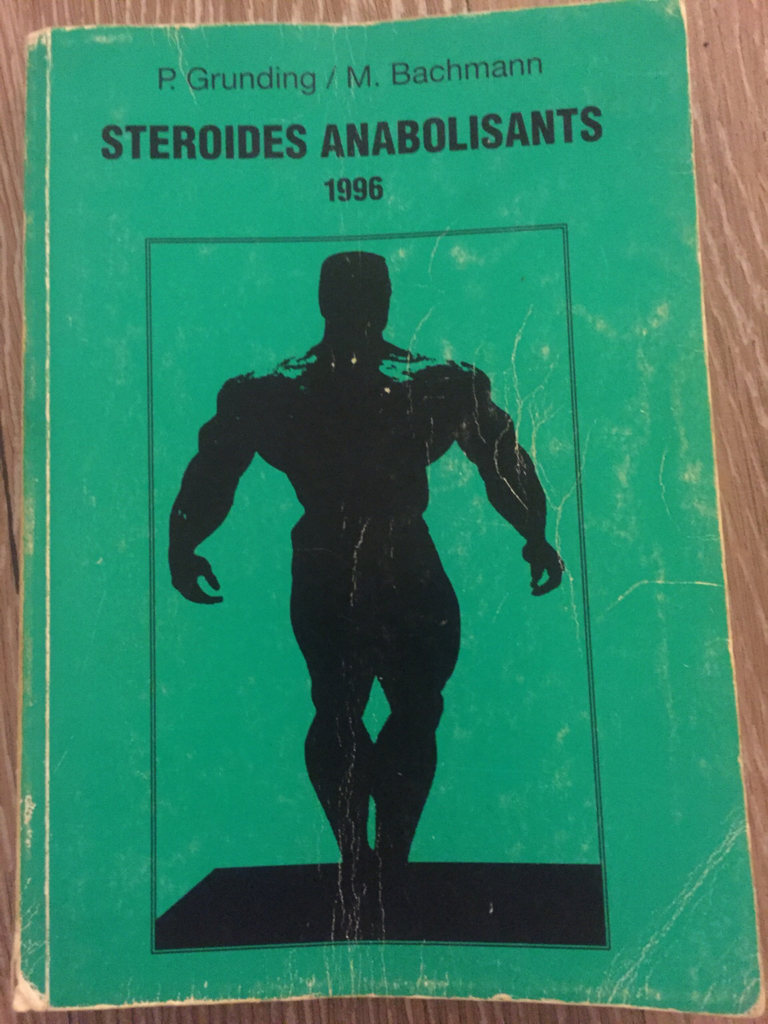 P. Grunding / M. Bachmann
STEROIDES ANABOLISANTS
1996